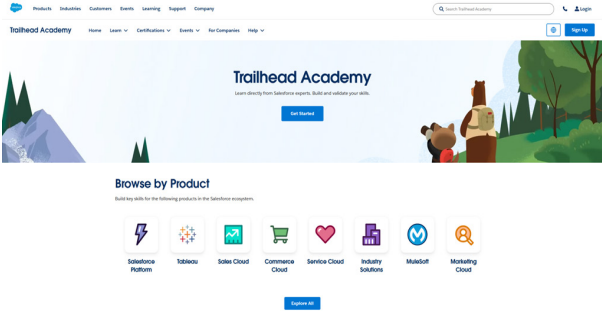 salesforce
Products Industries Customers Events Learning Support Company
Search Trailhead Academy
Login
Trailhead Academy
Home Learn Certifications Events For Companies Help
Sign Up
Trailhead Academy
Learn directly from Salesforce experts. Build and validate your skills.
Get Started
Browse by Product
Build key skills for the following products in the Salesforce ecosystem.
Salesforce
Platform
Tableau
Sales Cloud
Commerce
Cloud
Service Cloud
Industry
Solutions
MuleSoft
Marketing
Cloud
Explore All